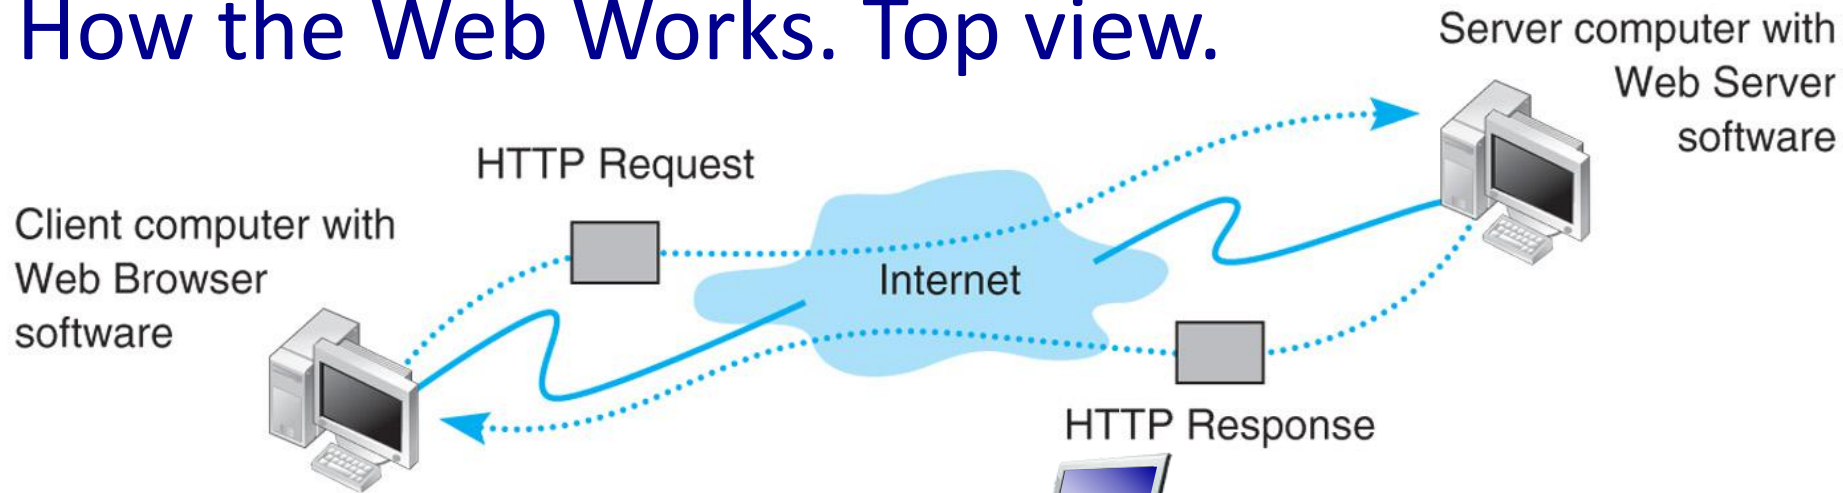 How the Web Works. Top view.
Server computer with
Web Server
software
HTTP Request
Client computer with
Web Browser
software
Internet
HTTP Response